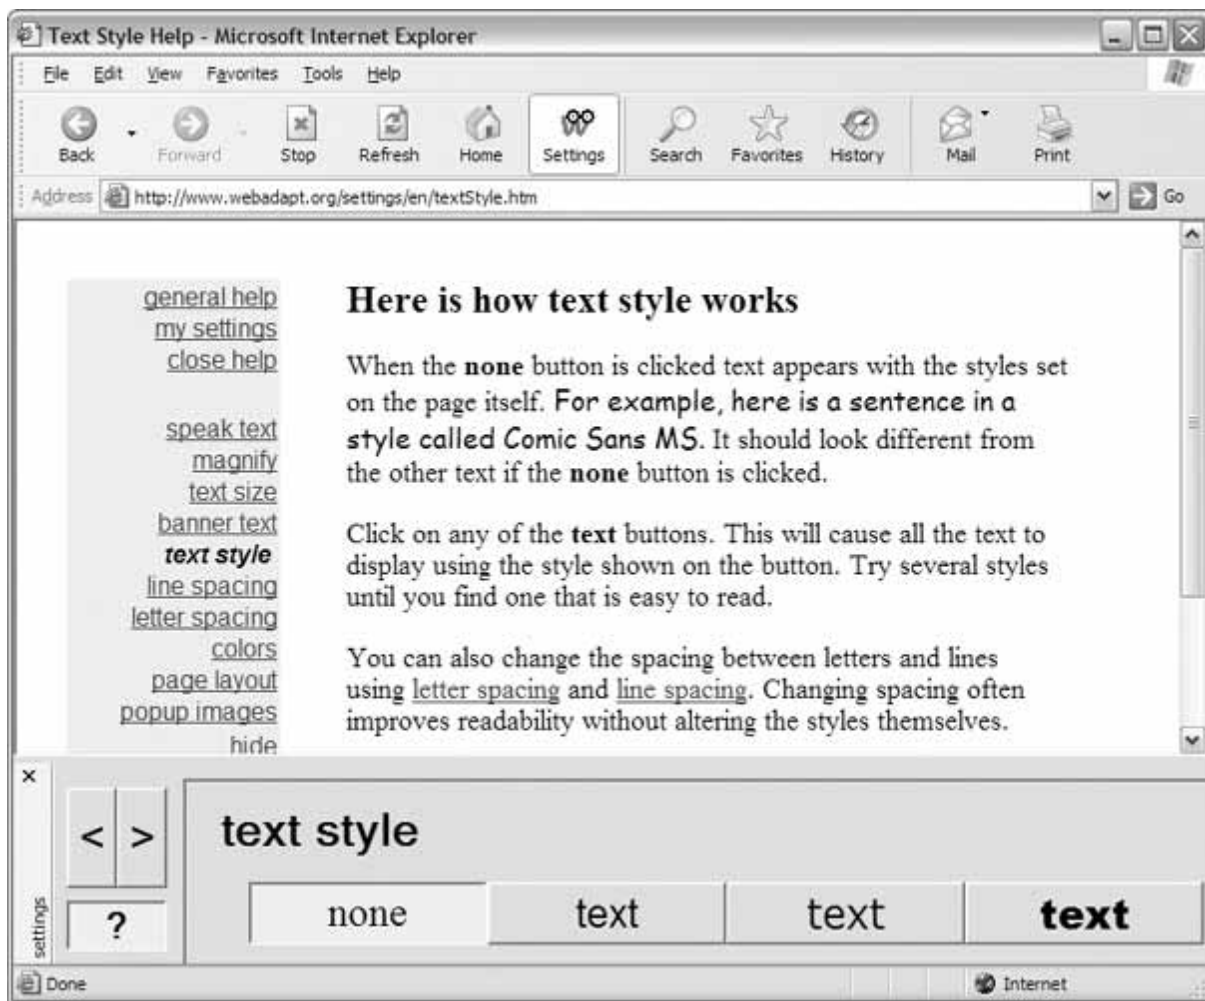 Text Style Help - Microsoft Internet Explorer
File Edit View Favorites Tools Help
Back Forward Stop Refresh Home Settings Search Favorites History Mail Print
Address http://www.webadapt.org/settings/en/textStyle.htm Go
general help
my settings
close help
speak text
magnify
text size
banner text
text style
line spacing
letter spacing
colors
page layout
popup images
hide
Here is how text style works
When the none button is clicked text appears with the styles set
on the page itself. For example, here is a sentence in a
style called Comic Sans MS. It should look different from
the other text if the none button is clicked.
Click on any of the text buttons. This will cause all the text to
display using the style shown on the button. Try several styles
until you find one that is easy to read.
You can also change the spacing between letters and lines
using letter spacing and line spacing. Changing spacing often
improves readability without altering the styles themselves.
settings
< >
?
text style
none text text text
Done Internet